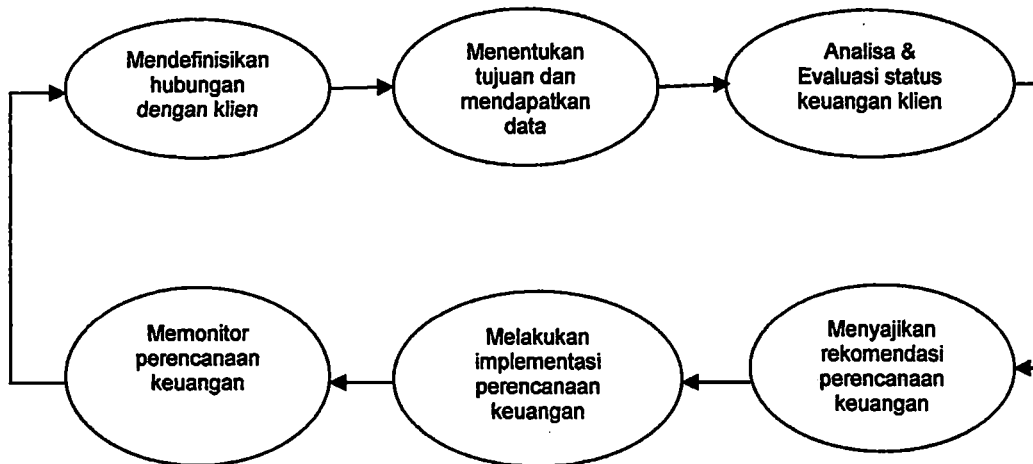 Mendefinisikan
hubungan
dengan klien
Menentukan
tujuan dan
mendapatkan
data
Analisa &
Evaluasi status
keuangan klien
Menyajikan
rekomendasi
perencanaan
keuangan
Melakukan
implementasi
perencanaan
keuangan
Memonitor
perencanaan
keuangan